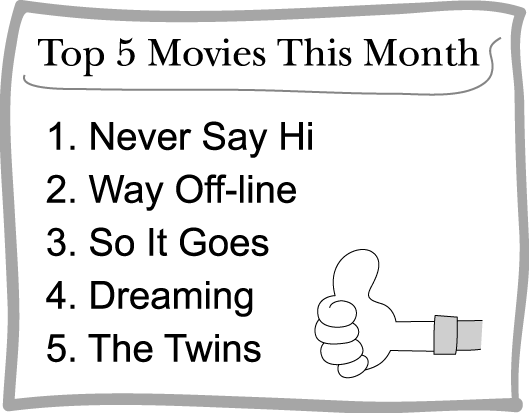 Top 5 Movies This Month
1. Never Say Hi
2. Way Off-line
3. So It Goes
4. Dreaming
5. The Twins